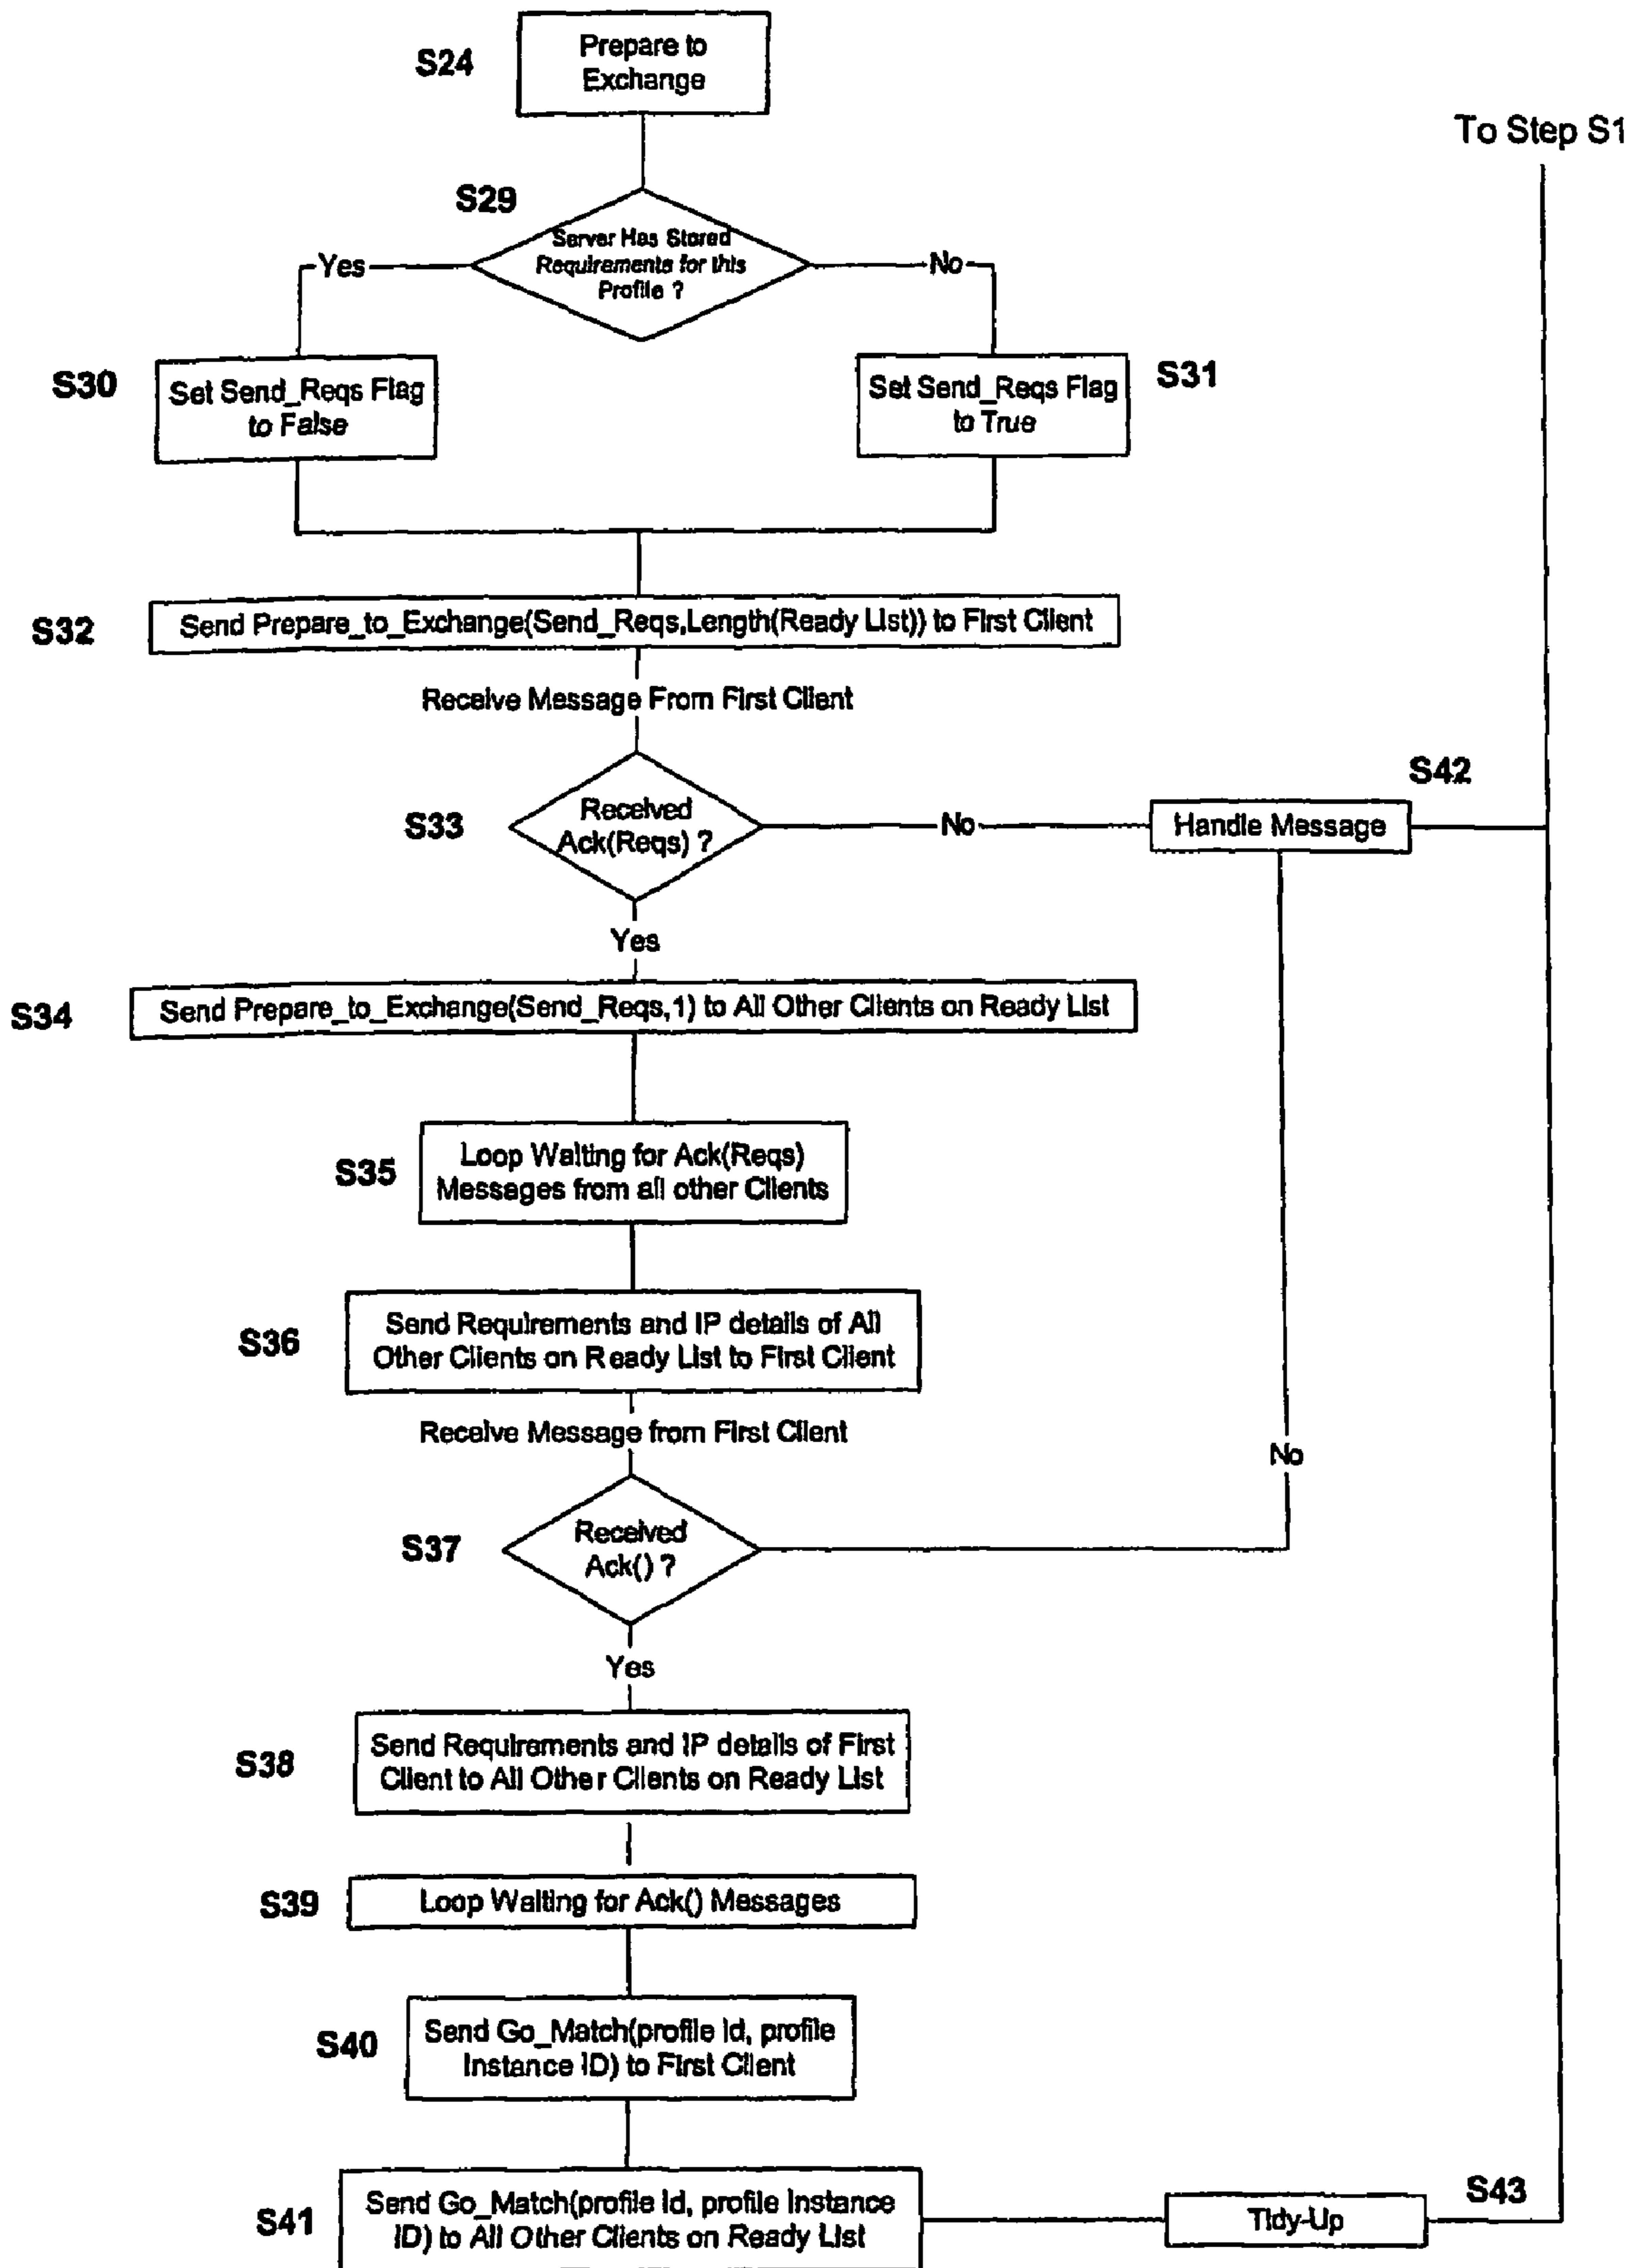 S24
Prepare to
Exchange
To Step S1
S29
Server Has Stored
Requirements for this
Profile ?
Yes
No
S30
Set Send_Reqs Flag
to False
Set Send_Reqs Flag
to True
S31
S32
Send Prepare_to_Exchange(Send_Reqs,Length(Ready List)) to First Client
Receive Message From First Client
S33
Received
Ack(Reqs) ?
No
S42
Handle Message
Yes
S34
Send Prepare_to_Exchange(Send_Reqs,1) to All Other Clients on Ready List
S35
Loop Waiting for Ack(Reqs)
Messages from all other Clients
S36
Send Requirements and IP details of All
Other Clients on Ready List to First Client
Receive Message from First Client
No
S37
Received
Ack() ?
Yes
S38
Send Requirements and IP details of First
Client to All Other Clients on Ready List
S39
Loop Waiting for Ack() Messages
S40
Send Go_Match(profile Id, profile
Instance ID) to First Client
S41
Send Go_Match(profile Id, profile Instance
ID) to All Other Clients on Ready List
Tidy-Up
S43